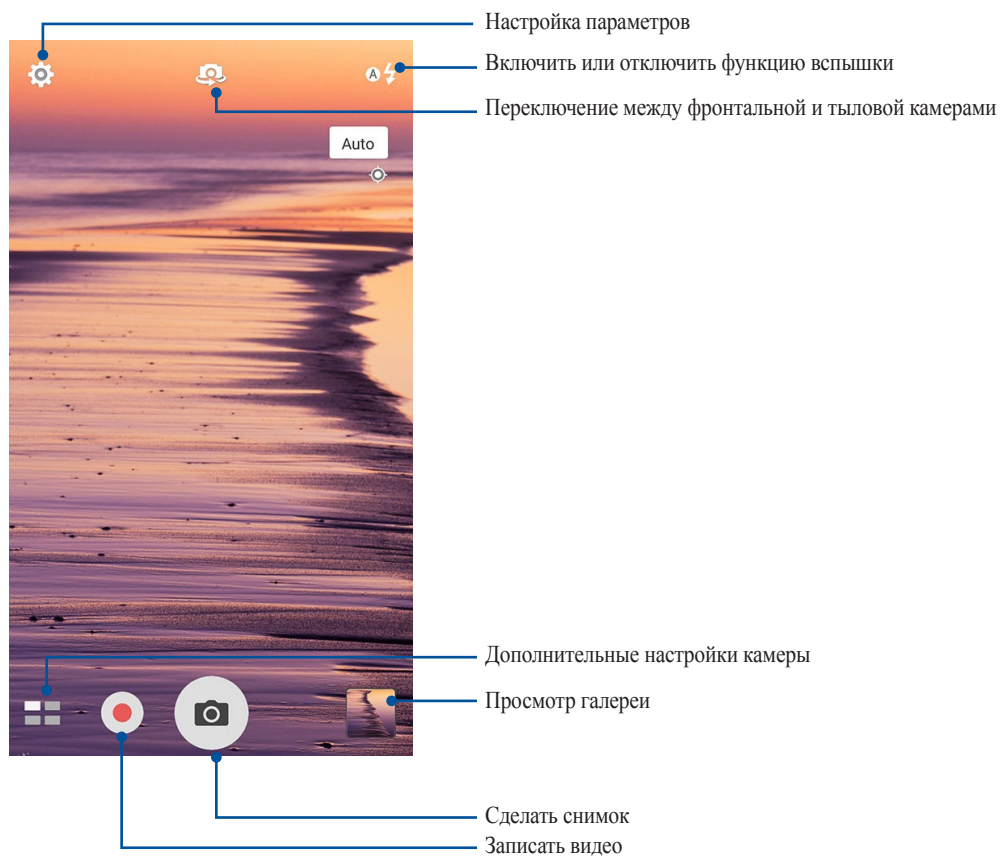 Настройка параметров
Включить или отключить функцию вспышки
A
Переключение между фронтальной и тыловой камерами
Auto
Дополнительные настройки камеры
Просмотр галереи
Сделать снимок
Записать видео